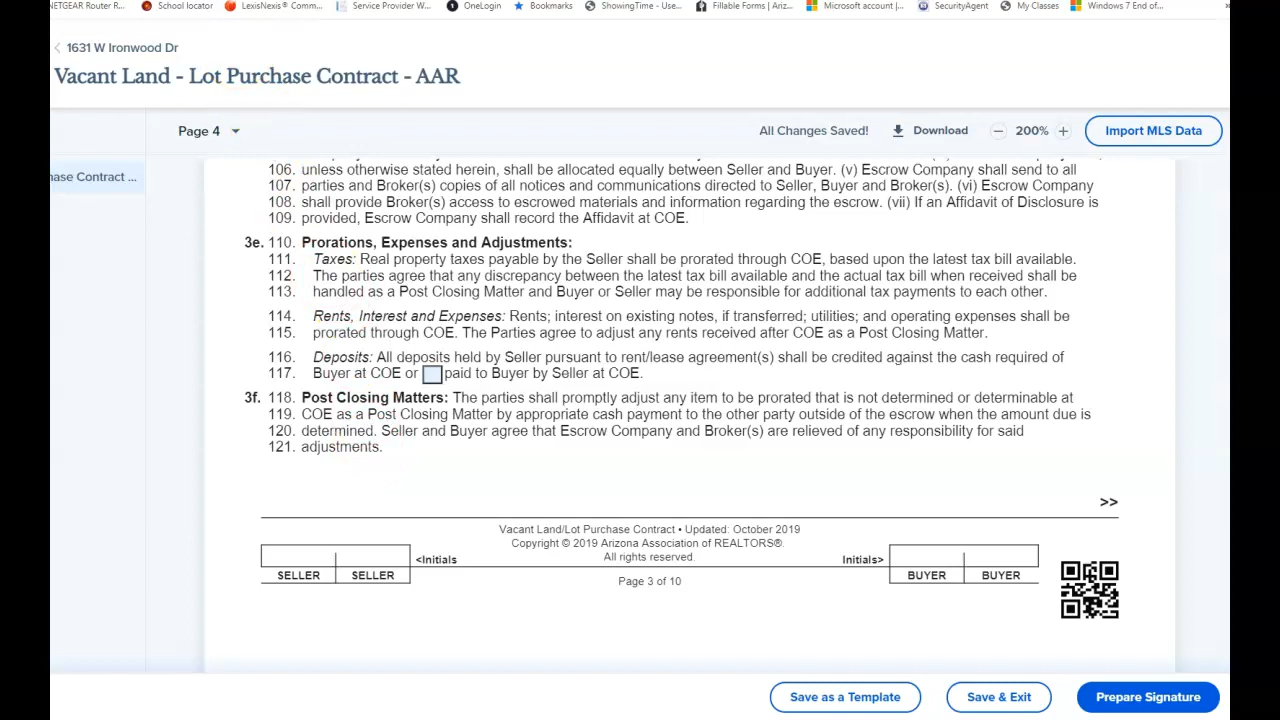 NETGEAR Router R... School locator LexisNexis® Comm... Service Provider W... OneLogin Bookmarks ShowingTime - Use... Fillable Forms | Ariz... Microsoft account |... SecurityAgent My Classes Windows 7 End of... »
1631 W Ironwood Dr
Vacant Land - Lot Purchase Contract - AAR
Page 4 All Changes Saved! Download 200% Import MLS Data
hase Contract ...
106. unless otherwise stated herein, shall be allocated equally between Seller and Buyer. (v) Escrow Company shall send to all
107. parties and Broker(s) copies of all notices and communications directed to Seller, Buyer and Broker(s). (vi) Escrow Company
108. shall provide Broker(s) access to escrowed materials and information regarding the escrow. (vii) If an Affidavit of Disclosure is
109. provided, Escrow Company shall record the Affidavit at COE.
3e. 110. Prorations, Expenses and Adjustments:
111. Taxes: Real property taxes payable by the Seller shall be prorated through COE, based upon the latest tax bill available.
112. The parties agree that any discrepancy between the latest tax bill available and the actual tax bill when received shall be
113. handled as a Post Closing Matter and Buyer or Seller may be responsible for additional tax payments to each other.
114. Rents, Interest and Expenses: Rents; interest on existing notes, if transferred; utilities; and operating expenses shall be
115. prorated through COE. The Parties agree to adjust any rents received after COE as a Post Closing Matter.
116. Deposits: All deposits held by Seller pursuant to rent/lease agreement(s) shall be credited against the cash required of
117. Buyer at COE or paid to Buyer by Seller at COE.
3f. 118. Post Closing Matters: The parties shall promptly adjust any item to be prorated that is not determined or determinable at
119. COE as a Post Closing Matter by appropriate cash payment to the other party outside of the escrow when the amount due is
120. determined. Seller and Buyer agree that Escrow Company and Broker(s) are relieved of any responsibility for said
121. adjustments.
>>
Vacant Land/Lot Purchase Contract • Updated: October 2019
Copyright © 2019 Arizona Association of REALTORS®.
All rights reserved.
<Initials Initials>
SELLER SELLER BUYER BUYER
Page 3 of 10
Save as a Template Save & Exit Prepare Signature